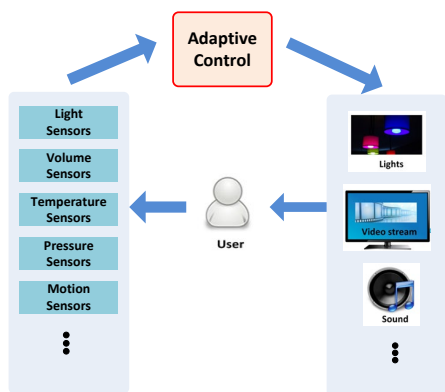 Adaptive
Control
Light
Sensors
Volume
Sensors
Temperature
Sensors
Pressure
Sensors
Motion
Sensors
User
Lights
Video stream
Sound